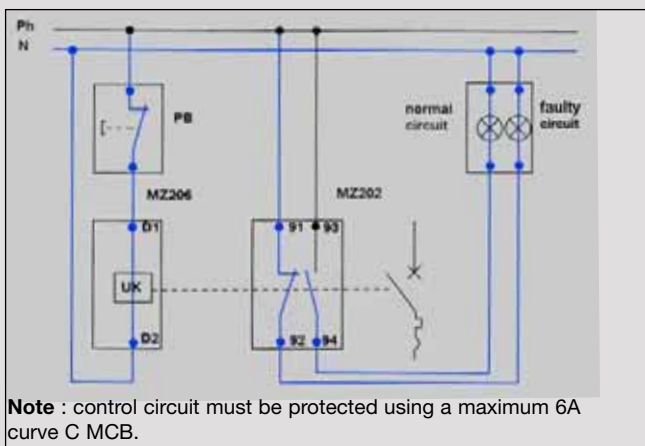 Ph
N
PB
normal
circuit
faulty
circuit
MZ206
MZ202
D1
91 93
UK
D2
92 94
Note : control circuit must be protected using a maximum 6A
curve C MCB.